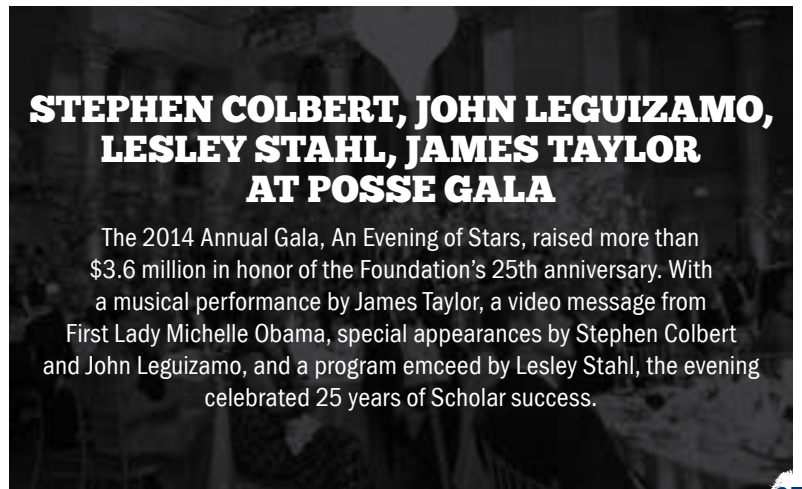 STEPHEN COLBERT, JOHN LEGUIZAMO,
LESLEY STAHL, JAMES TAYLOR
AT POSSE GALA
The 2014 Annual Gala, An Evening of Stars, raised more than
$3.6 million in honor of the Foundation’s 25th anniversary. With
a musical performance by James Taylor, a video message from
First Lady Michelle Obama, special appearances by Stephen Colbert
and John Leguizamo, and a program emceed by Lesley Stahl, the evening
celebrated 25 years of Scholar success.